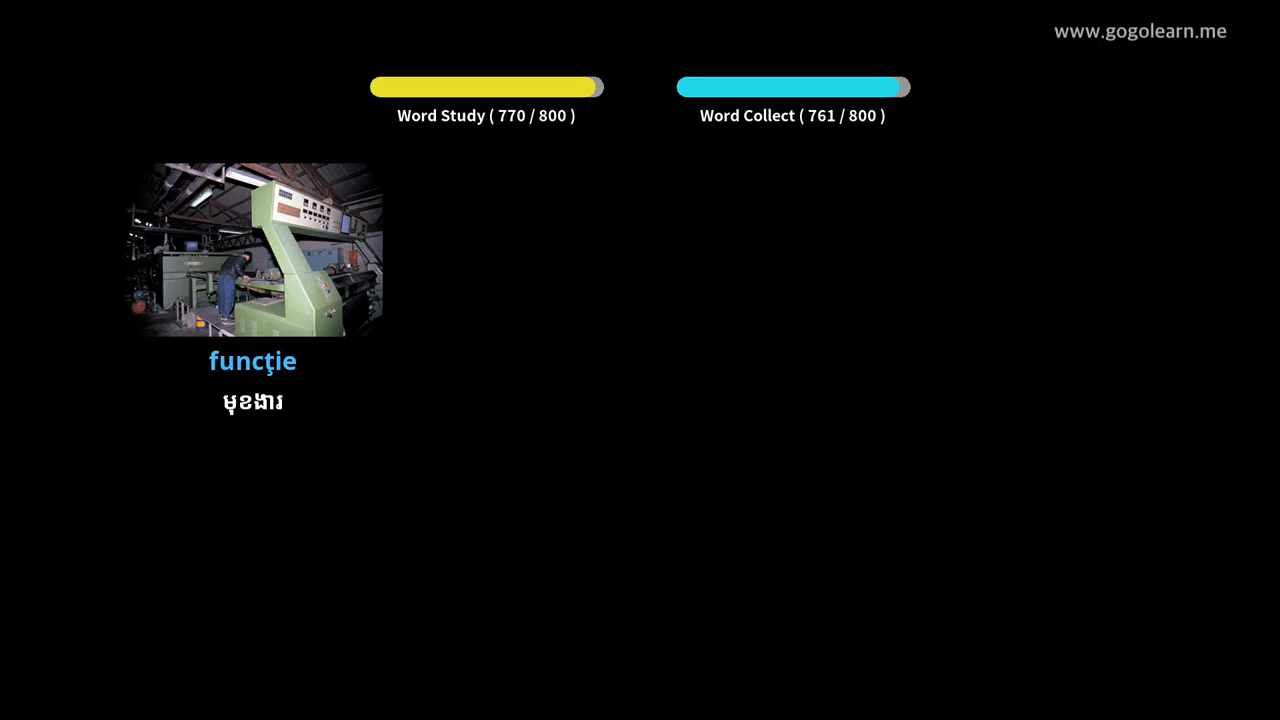 www.gogolearn.me
Word Study ( 770 / 800 )
Word Collect ( 761 / 800 )
funcţie
មុខងារ